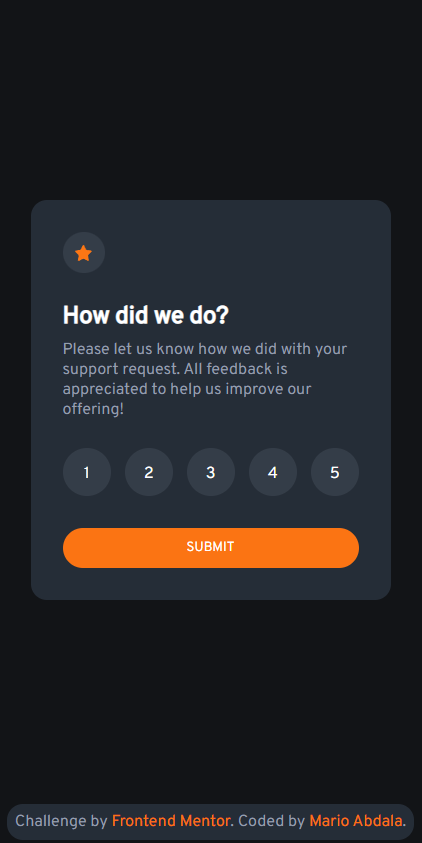 How did we do?
Please let us know how we did with your
support request. All feedback is
appreciated to help us improve our
offering!
1 2 3 4 5
SUBMIT
Challenge by Frontend Mentor. Coded by Mario Abdala.